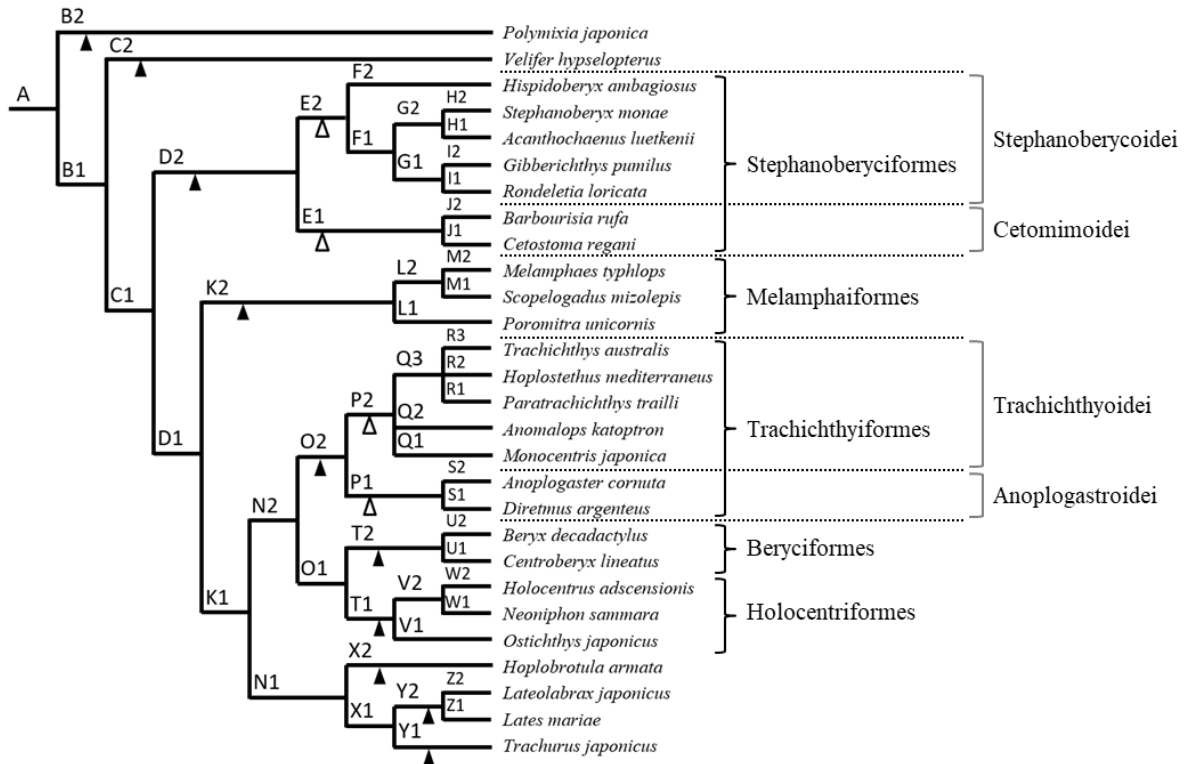 B2
Polymixia japonica
C2
Velifer hypselopterus
A
F2
Hispidoberyx ambagiosus
E2
H2
Stephanoberyx monae
G2
H1
Acanthochaenus luetkenii
F1
Stephanoberycoidei
I2
Gibberichthys pumilus
D2
G1
Stephanoberyciformes
B1
I1
Rondeletia loricata
J2
Barbourisia rufa
E1
J1
Cetomimoidei
Cetostoma regani
M2
Melamphaes typhlops
L2
K2
M1
Scopelogadus mizolepis
Melamphaiformes
C1
L1
Poromitra unicornis
R3
Trachichthys australis
Q3
R2
Hoplostethus mediterraneus
R1
Paratrachichthys trailli
Trachichthyoidei
P2
Q2
Anomalops katoptron
Trachichthyiformes
D1
O2
Q1
Monocentris japonica
S2
Anoplogaster cornuta
P1
S1
Anoplogastroidei
Diretmus argenteus
N2
U2
Beryx decadactylus
T2
U1
Beryciformes
Centroberyx lineatus
O1
W2
Holocentrus adscensionis
V2
K1
T1
W1
Neoniphon sammara
Holocentriformes
V1
Ostichthys japonicus
X2
Hoplobrotula armata
N1
Z2
Lateolabrax japonicus
Y2
X1
Z1
Lates mariae
Y1
Trachurus japonicus